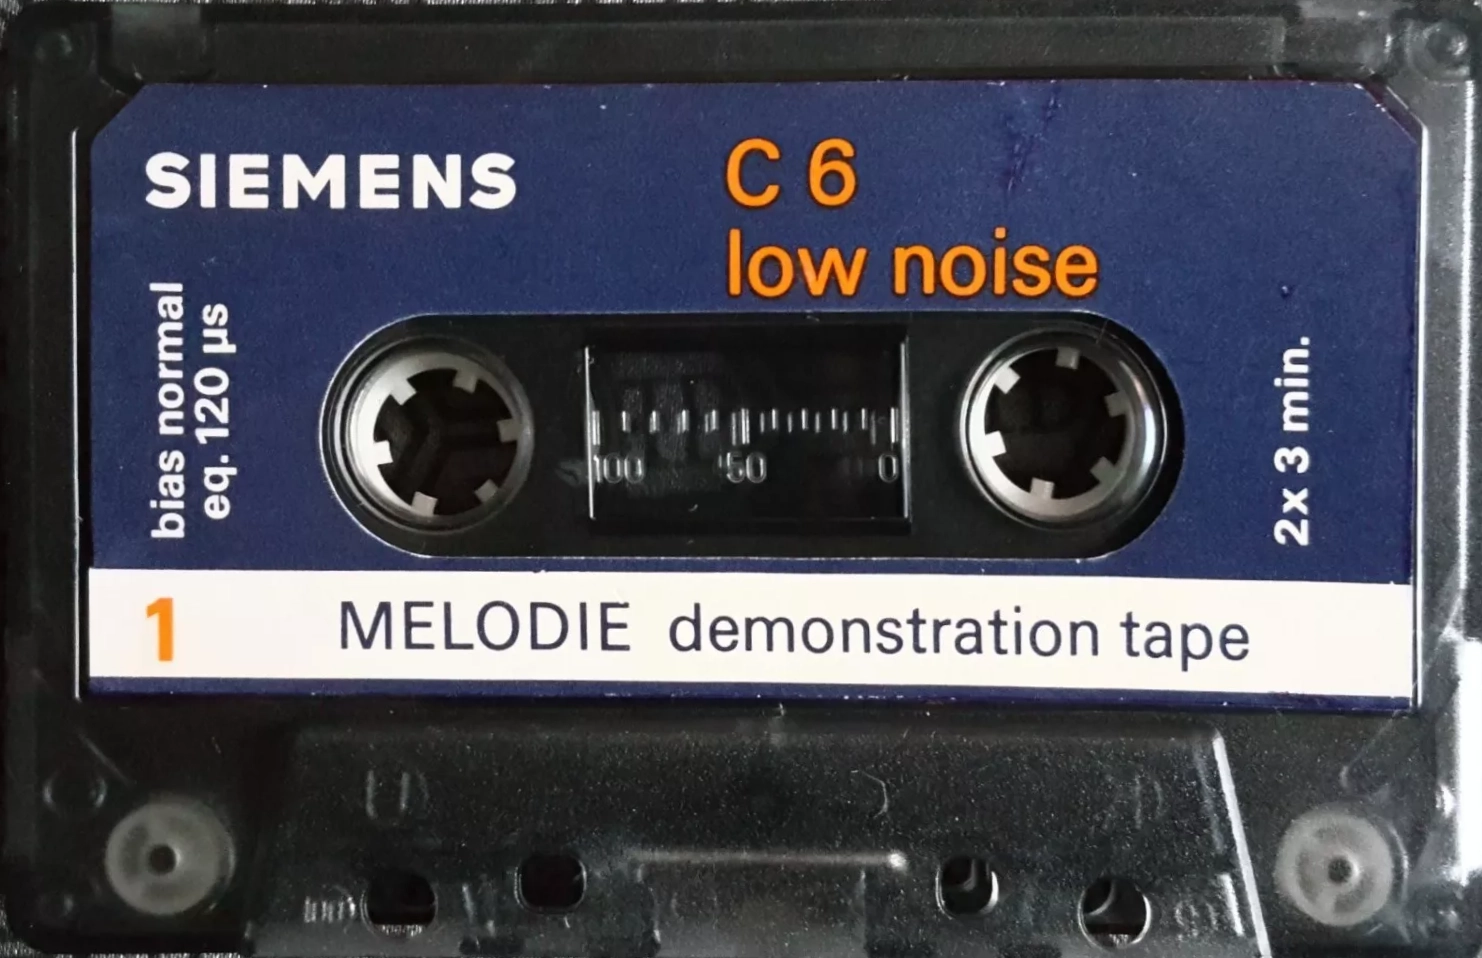 SIEMENS
C 6
low noise
bias normal
eq. 120 µs
100 50 0
2x 3 min.
1 MELODIE demonstration tape